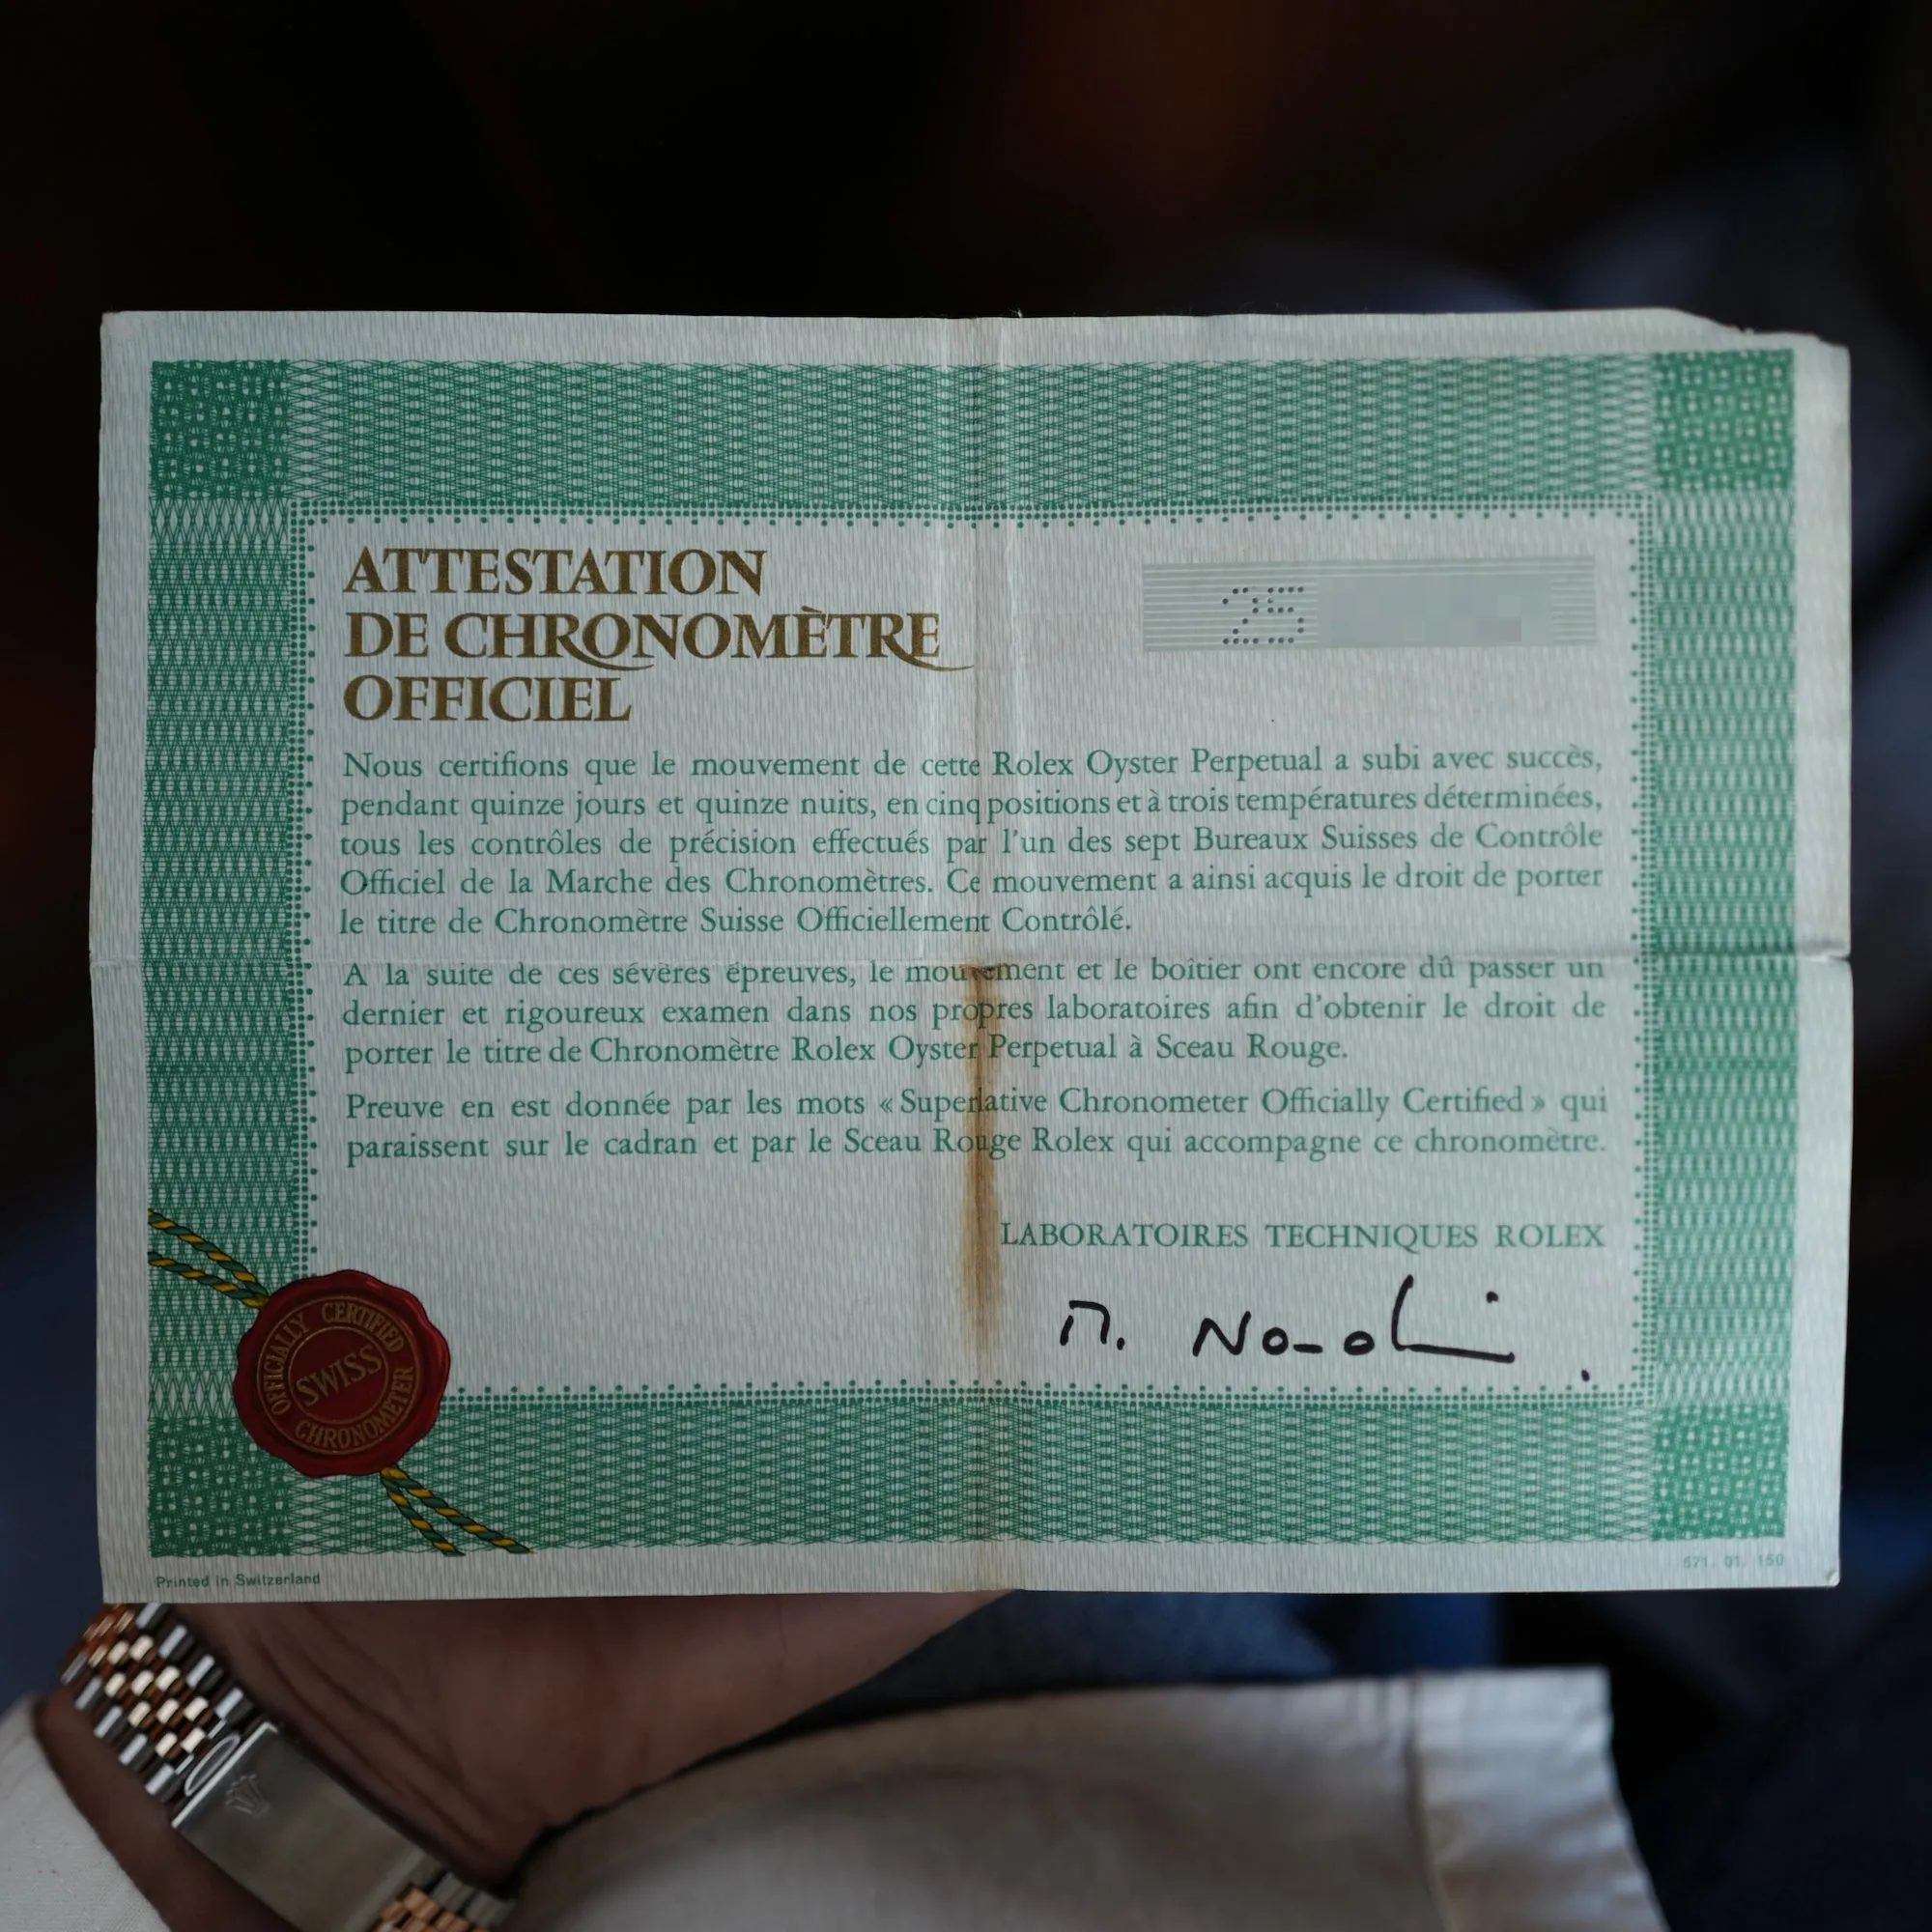 ATTESTATION
DE CHRONOMÈTRE
OFFICIEL
25
Nous certifions que le mouvement de cette Rolex Oyster Perpetual a subi avec succès,
pendant quinze jours et quinze nuits, en cinq positions et à trois températures déterminées,
tous les contrôles de précision effectués par l'un des sept Bureaux Suisses de Contrôle
Officiel de la Marche des Chronomètres. Ce mouvement a ainsi acquis le droit de porter
le titre de Chronomètre Suisse Officiellement Contrôlé.
A la suite de ces sévères épreuves, le mouvement et le boîtier ont encore dû passer un
dernier et rigoureux examen dans nos propres laboratoires afin d'obtenir le droit de
porter le titre de Chronomètre Rolex Oyster Perpetual à Sceau Rouge.
Preuve en est donnée par les mots « Superlative Chronometer Officially Certified » qui
paraissent sur le cadran et par le Sceau Rouge Rolex qui accompagne ce chronomètre.
LABORATOIRES TECHNIQUES ROLEX
OFFICIALLY CERTIFIED
SWISS
CHRONOMETER
Printed in Switzerland
571. 01. 150